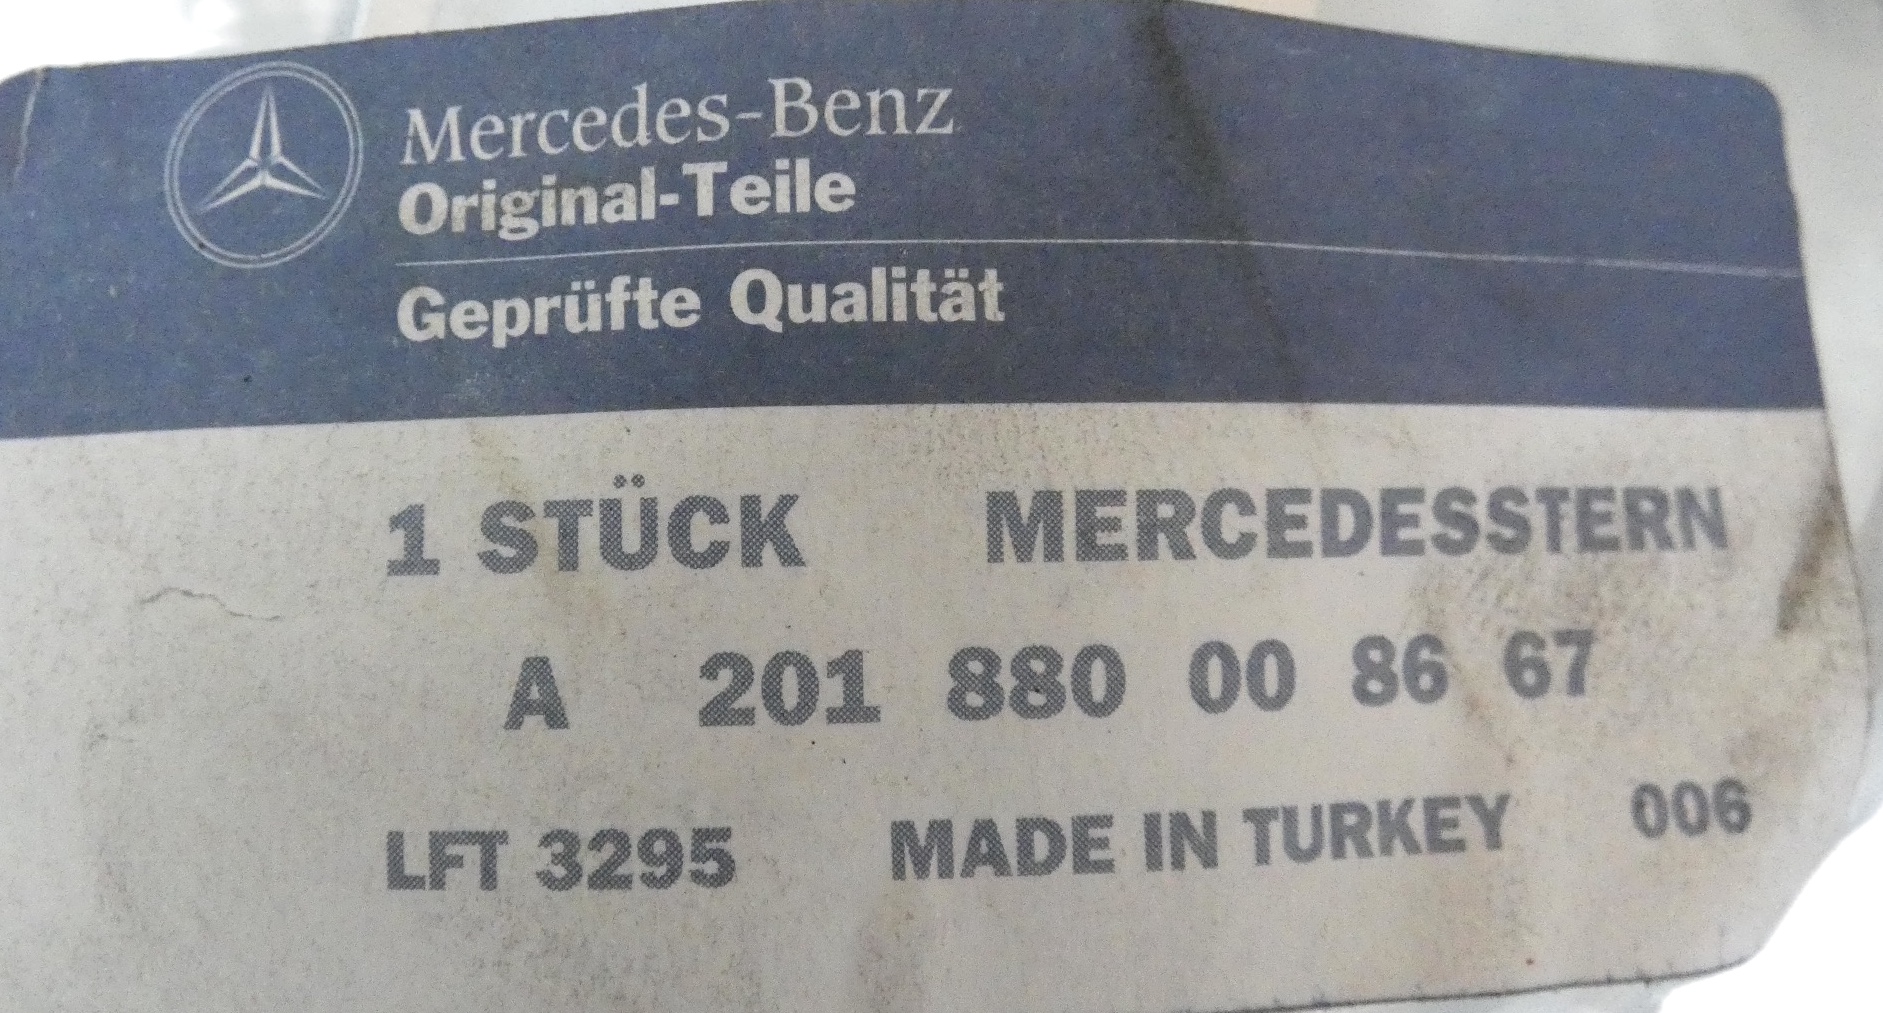 Mercedes-Benz
Original-Teile
Geprüfte Qualität
1 STÜCK MERCEDESSTERN
A 201 880 00 86 67
LFT 3295 MADE IN TURKEY 006